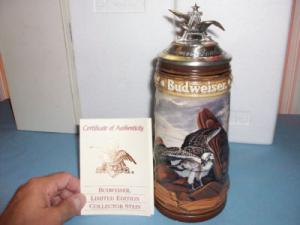 Budweiser
Certificate of Authenticity
BUDWEISER
LIMITED EDITION
COLLECTOR STEIN